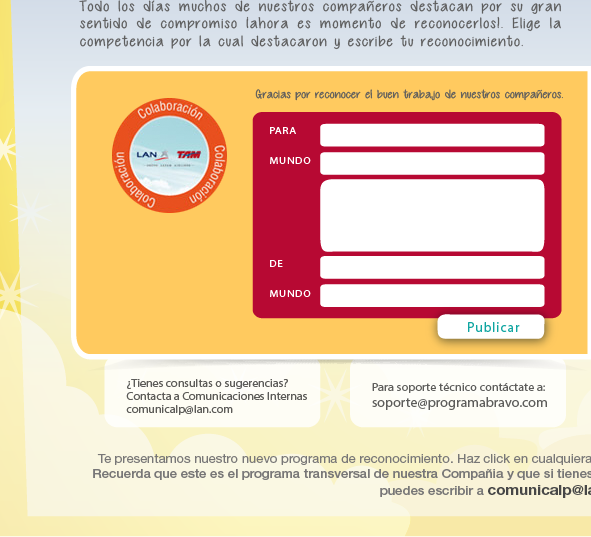 Todo los días muchos de nuestros compañeros destacan por su gran
sentido de compromiso ¡ahora es momento de reconocerlos!. Elige la
competencia por la cual destacaron y escribe tu reconocimiento.
Gracias por reconocer el buen trabajo de nuestros compañeros.
Colaboración
Colaboración
Colaboración
LAN TAM
PARA
MUNDO
DE
MUNDO
Publicar
¿Tienes consultas o sugerencias?
Contacta a Comunicaciones Internas
comunicalp@lan.com
Para soporte técnico contáctate a:
soporte@programabravo.com
Te presentamos nuestro nuevo programa de reconocimiento. Haz click en cualquiera
Recuerda que este es el programa transversal de nuestra Compañia y que si tienes
puedes escribir a comunicalp@la